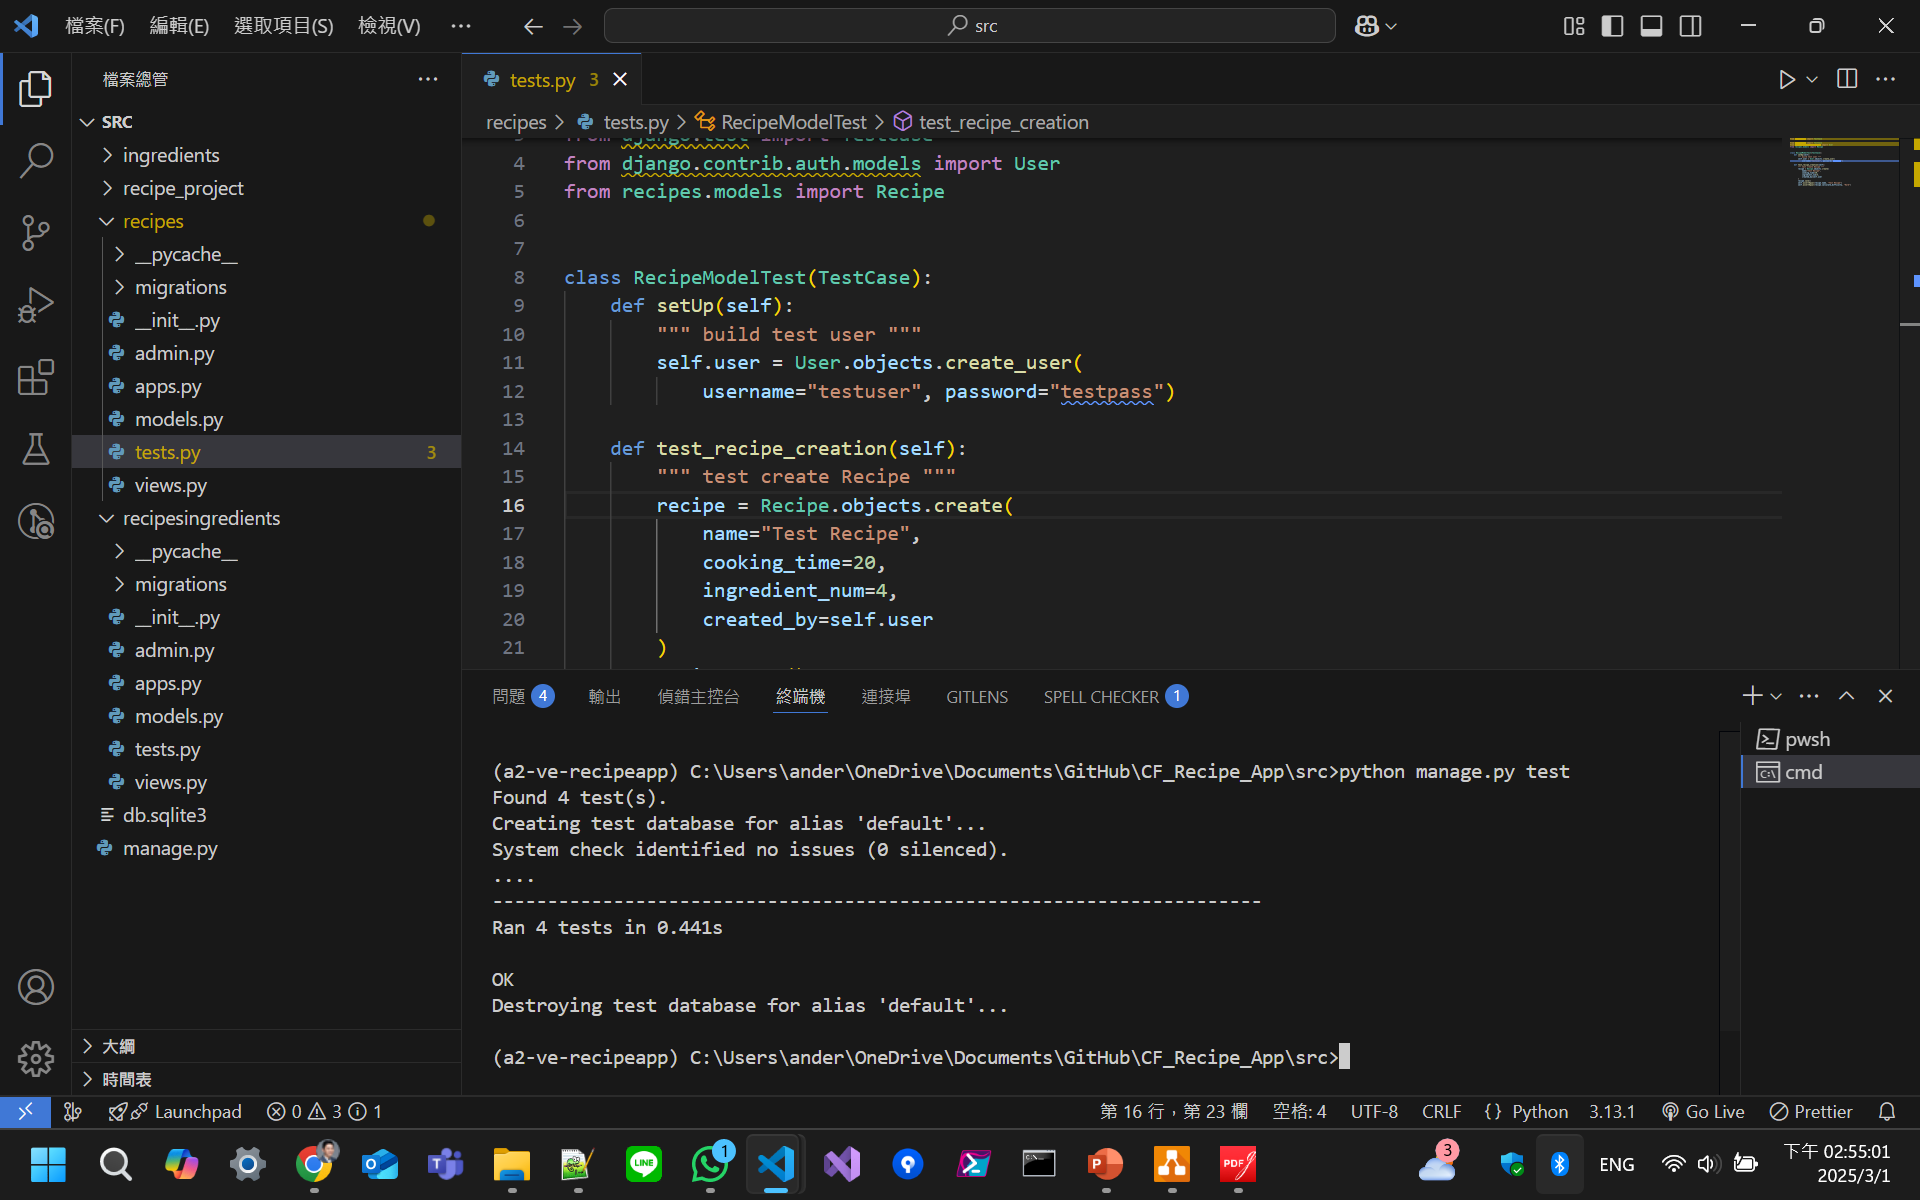 檔案(F) 編輯(E) 選取項目(S) 檢視(V) ··· src
檔案總管 ···
SRC
ingredients
recipe_project
recipes
__pycache__
migrations
__init__.py
admin.py
apps.py
models.py
tests.py 3
views.py
recipesingredients
__pycache__
migrations
__init__.py
admin.py
apps.py
models.py
tests.py
views.py
db.sqlite3
manage.py
大綱
時間表
tests.py 3
recipes > tests.py > RecipeModelTest > test_recipe_creation
3 from django.test import TestCase
4 from django.contrib.auth.models import User
5 from recipes.models import Recipe
6
7
8 class RecipeModelTest(TestCase):
9 def setUp(self):
10 """ build test user """
11 self.user = User.objects.create_user(
12 username="testuser", password="testpass")
13
14 def test_recipe_creation(self):
15 """ test create Recipe """
16 recipe = Recipe.objects.create(
17 name="Test Recipe",
18 cooking_time=20,
19 ingredient_num=4,
20 created_by=self.user
21 )
問題 4 輸出 偵錯主控台 終端機 連接埠 GITLENS SPELL CHECKER 1
pwsh
cmd
(a2-ve-recipeapp) C:\Users\ander\OneDrive\Documents\GitHub\CF_Recipe_App\src>python manage.py test
Found 4 test(s).
Creating test database for alias 'default'...
System check identified no issues (0 silenced).
....
----------------------------------------------------------------------
Ran 4 tests in 0.441s
OK
Destroying test database for alias 'default'...
(a2-ve-recipeapp) C:\Users\ander\OneDrive\Documents\GitHub\CF_Recipe_App\src>
Launchpad 0 3 1 第 16 行，第 23 欄 空格: 4 UTF-8 CRLF {} Python 3.13.1 Go Live Prettier
LINE 1 P PDF 3 ENG 下午 02:55:01
2025/3/1